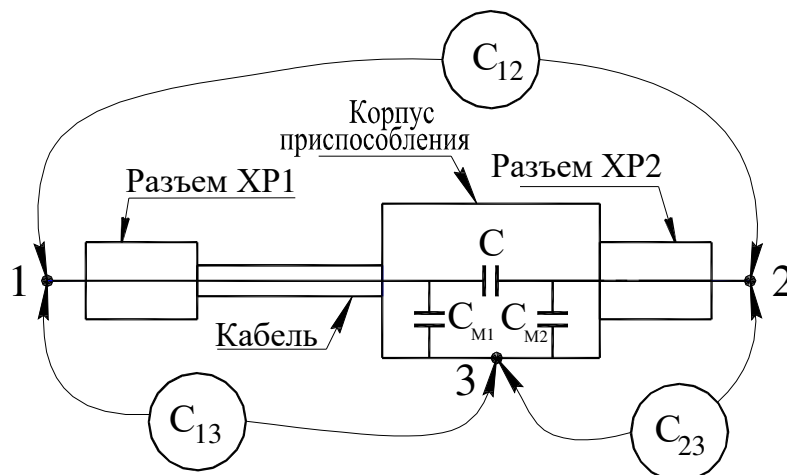 C12
Корпус
приспособления
Разъем XP1
Разъем XP2
C
1
2
Кабель
CМ1
CМ2
3
C13
C23